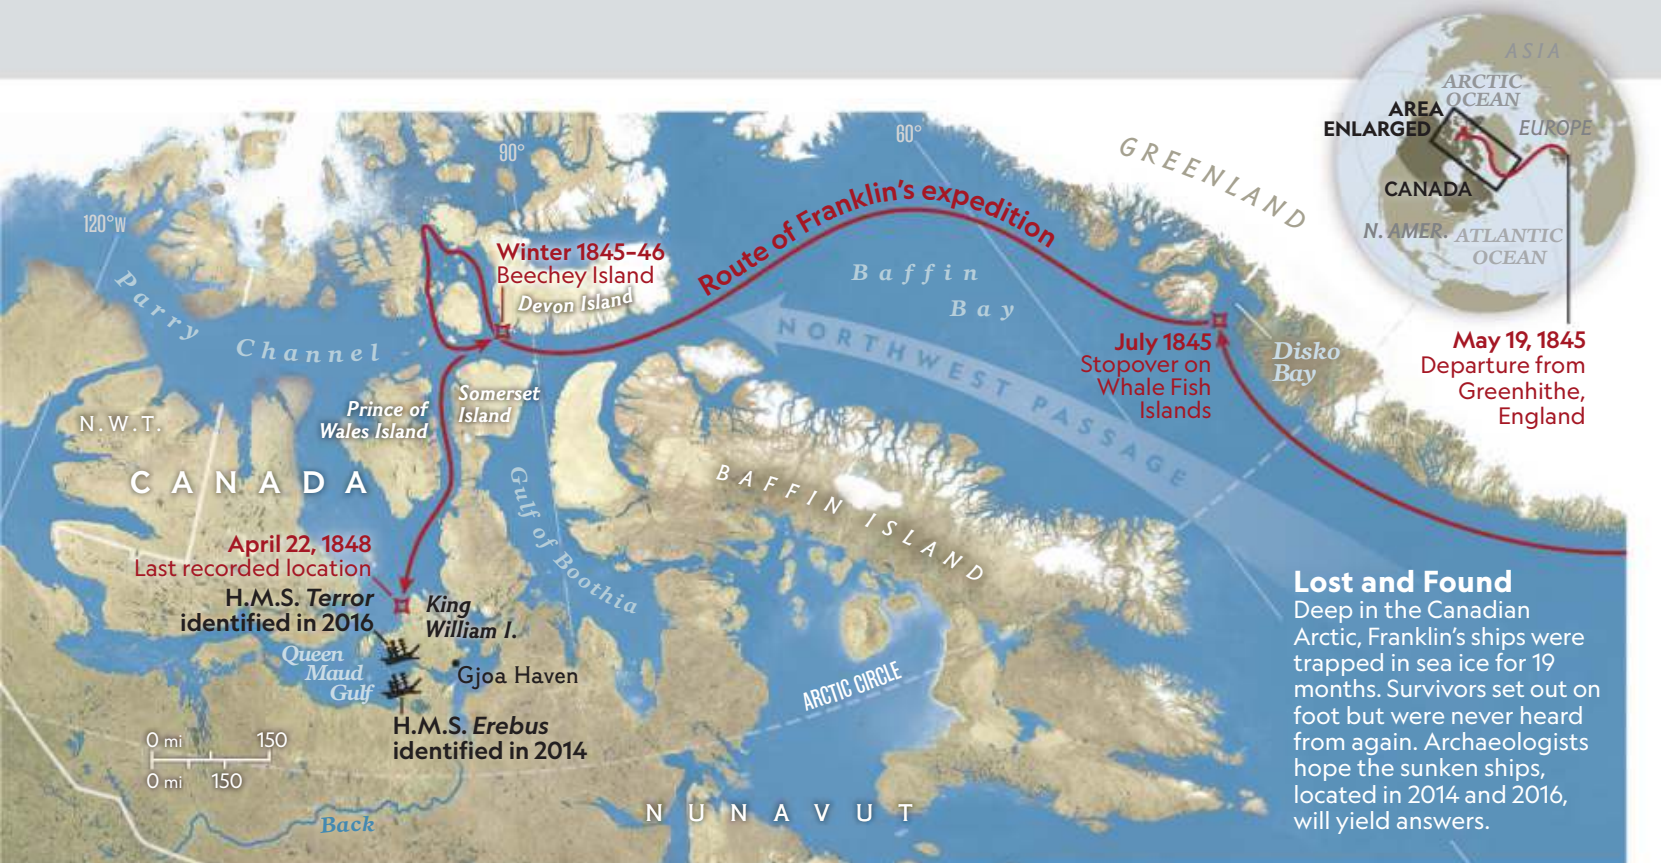 ASIA
ARCTIC
OCEAN
AREA
ENLARGED
EUROPE
CANADA
N. AMER.
ATLANTIC
OCEAN
60°
90°
120°W
GREENLAND
Route of Franklin's expedition
Winter 1845–46
Beechey Island
Devon Island
Baffin
Bay
Parry
Channel
NORTHWEST PASSAGE
July 1845
Stopover on
Whale Fish
Islands
Disko
Bay
May 19, 1845
Departure from
Greenhithe,
England
Somerset
Island
Prince of
Wales Island
N.W.T.
CANADA
Gulf of Boothia
BAFFIN ISLAND
April 22, 1848
Last recorded location
H.M.S. Terror
identified in 2016
King
William I.
Queen
Maud
Gulf
Gjoa Haven
H.M.S. Erebus
identified in 2014
ARCTIC CIRCLE
0 mi 150
0 mi 150
Back
NUNAVUT
Lost and Found
Deep in the Canadian
Arctic, Franklin's ships were
trapped in sea ice for 19
months. Survivors set out on
foot but were never heard
from again. Archaeologists
hope the sunken ships,
located in 2014 and 2016,
will yield answers.